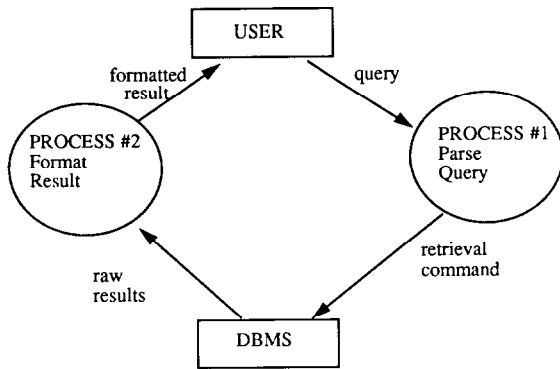 USER
formatted
result
query
PROCESS #2
Format
Result
PROCESS #1
Parse
Query
raw
results
retrieval
command
DBMS